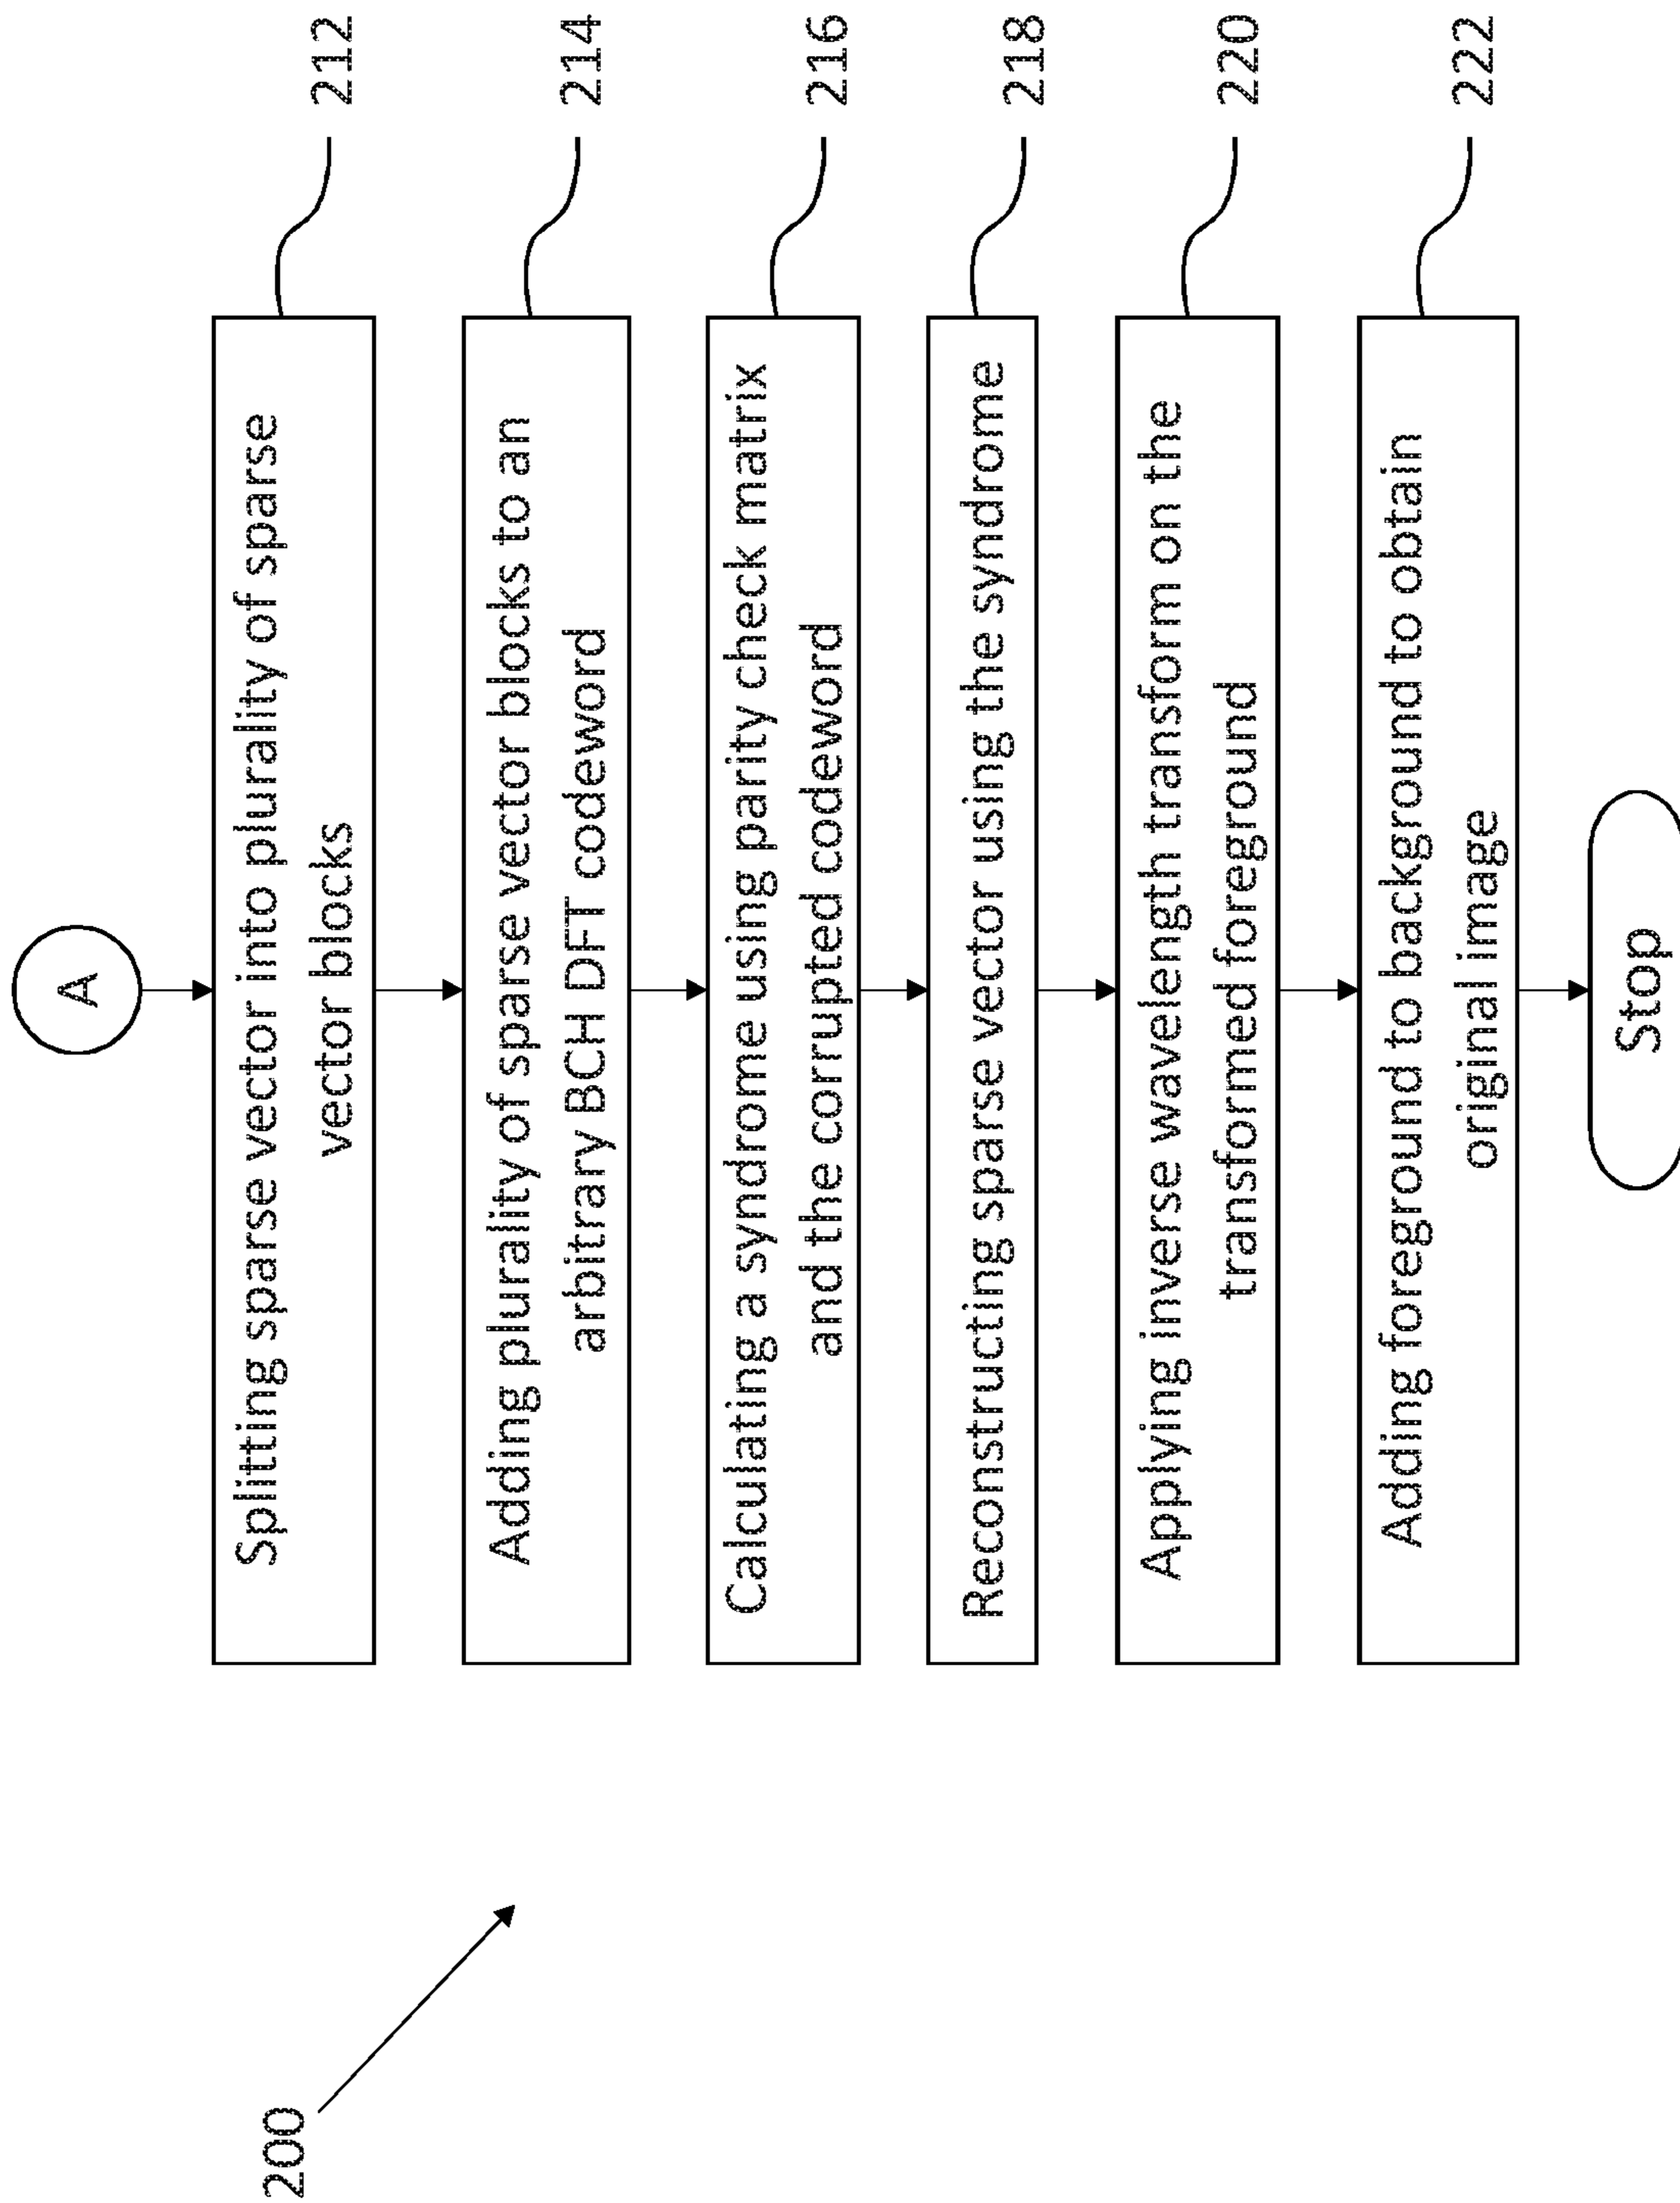 200
A
Splitting sparse vector into plurality of sparse
vector blocks
212
Adding plurality of sparse vector blocks to an
arbitrary BCH DFT codeword
214
Calculating a syndrome using parity check matrix
and the corrupted codeword
216
Reconstructing sparse vector using the syndrome
218
Applying inverse wavelength transform on the
transformed foreground
220
Adding foreground to background to obtain
original image
222
Stop